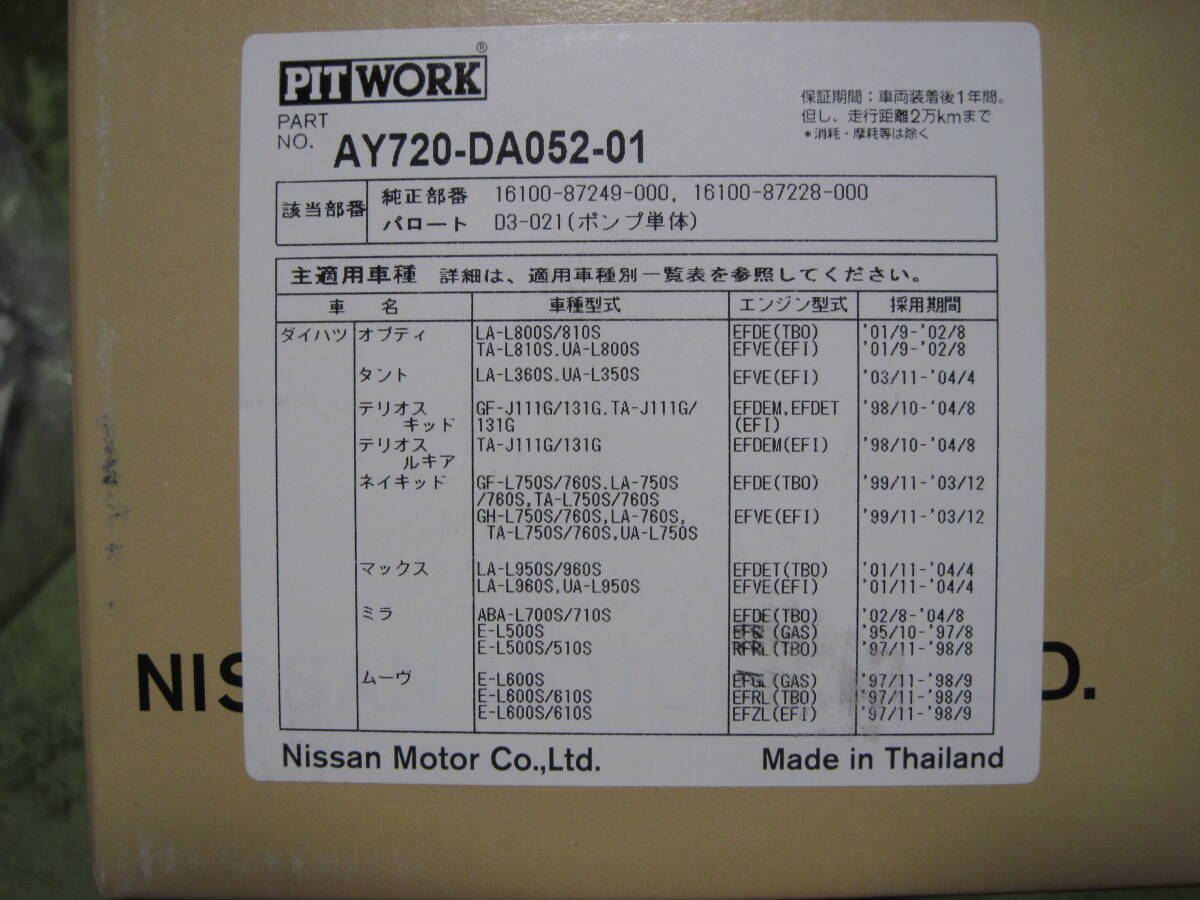 PITWORK®
PART NO. AY720-DA052-01
保証期間:車両装着後1年間。
但し、走行距離2万kmまで
*消耗・摩耗等は除く
該当部番 純正部番 16100-87249-000, 16100-87228-000
パロート D3-021(ポンプ単体)
主適用車種 詳細は、適用車種別一覧表を参照してください。
車 名 車種型式 エンジン型式 採用期間
ダイハツ オプティ LA-L800S/810S EFDE(TBO) '01/9-'02/8
TA-L810S.UA-L800S EFVE(EFI) '01/9-'02/8
タント LA-L360S.UA-L350S EFVE(EFI) '03/11-'04/4
テリオス GF-J111G/131G.TA-J111G/ EFDEM,EFDET '98/10-'04/8
キッド 131G (EFI)
テリオス TA-J111G/131G EFDEM(EFI) '98/10-'04/8
ルキア
ネイキッド GF-L750S/760S.LA-750S EFDE(TBO) '99/11-'03/12
/760S,TA-L750S/760S
GH-L750S/760S,LA-760S, EFVE(EFI) '99/11-'03/12
TA-L750S/760S,UA-L750S
マックス LA-L950S/960S EFDET(TBO) '01/11-'04/4
LA-L960S,UA-L950S EFVE(EFI) '01/11-'04/4
ミラ ABA-L700S/710S EFDE(TBO) '02/8-'04/8
E-L500S (GAS) '95/10-'97/8
E-L500S/510S (TBO) '97/11-'98/8
ムーヴ E-L600S EFGL(GAS) '97/11-'98/9
E-L600S/610S EFRL(TBO) '97/11-'98/9
E-L600S/610S EFZL(EFI) '97/11-'98/9
Nissan Motor Co.,Ltd. Made in Thailand
NIS D.